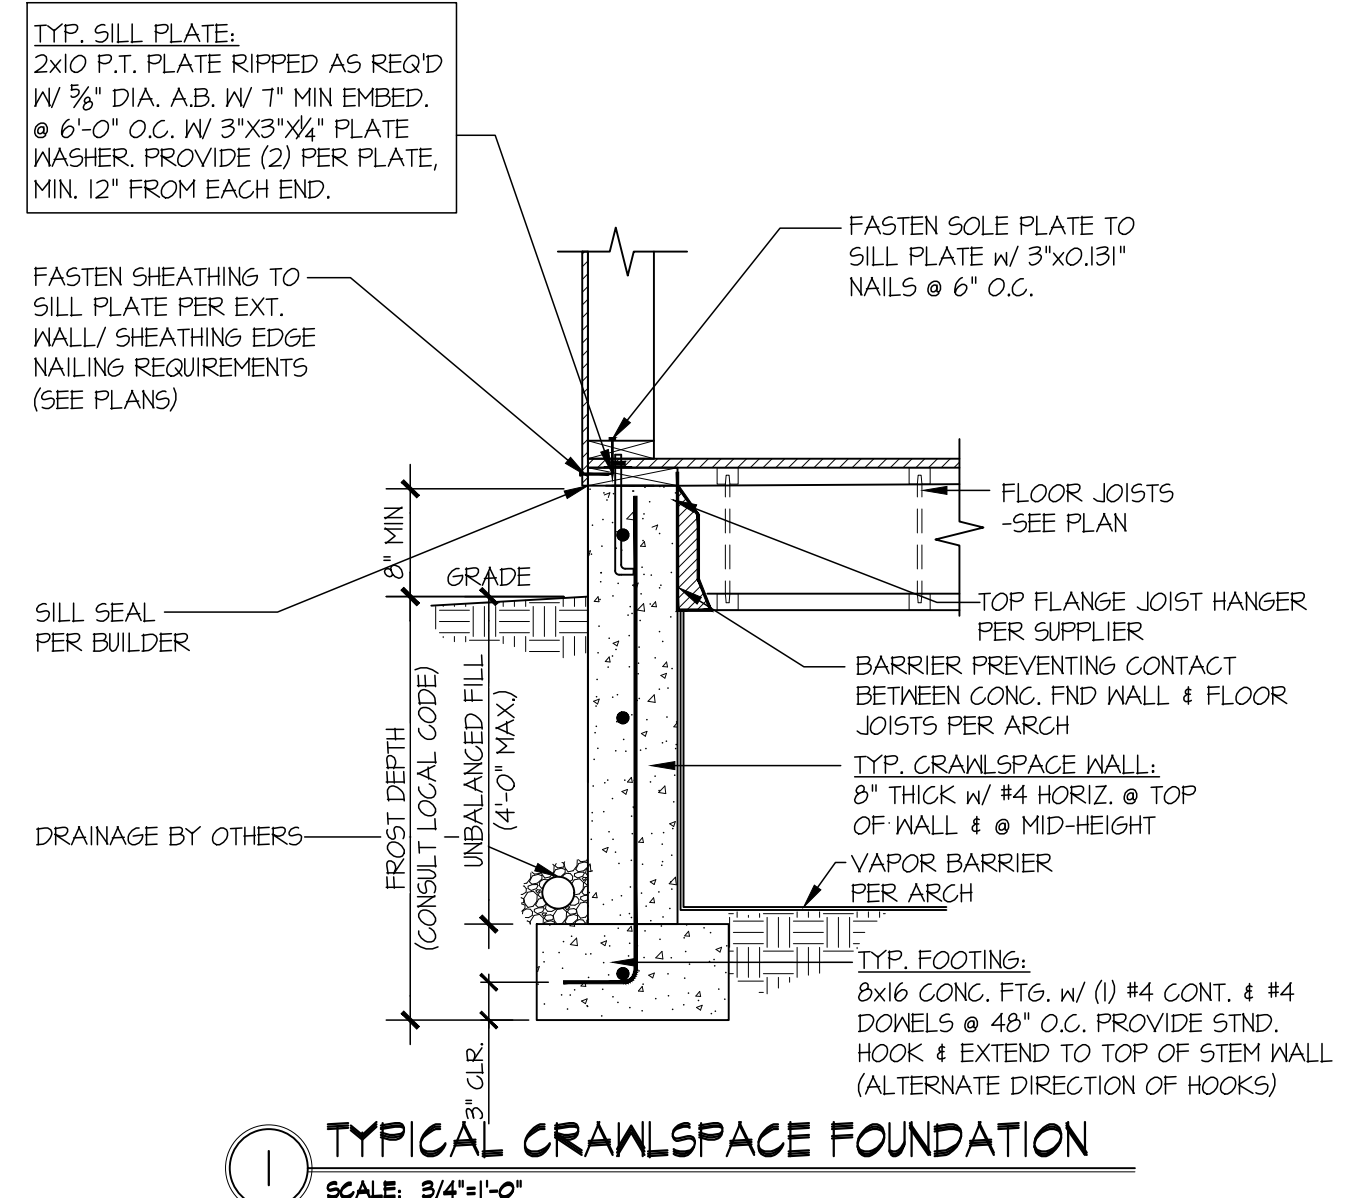 TYP. SILL PLATE:
2x10 P.T. PLATE RIPPED AS REQ'D
W/ 5/8" DIA. A.B. W/ 7" MIN EMBED.
@ 6'-0" O.C. W/ 3"X3"X1/4" PLATE
WASHER. PROVIDE (2) PER PLATE,
MIN. 12" FROM EACH END.
FASTEN SOLE PLATE TO
SILL PLATE w/ 3"x0.131"
NAILS @ 6" O.C.
FASTEN SHEATHING TO
SILL PLATE PER EXT.
WALL/ SHEATHING EDGE
NAILING REQUIREMENTS
(SEE PLANS)
FLOOR JOISTS
-SEE PLAN
8" MIN
GRADE
SILL SEAL
PER BUILDER
TOP FLANGE JOIST HANGER
PER SUPPLIER
BARRIER PREVENTING CONTACT
BETWEEN CONC. FND WALL & FLOOR
JOISTS PER ARCH
FROST DEPTH
(CONSULT LOCAL CODE)
UNBALANCED FILL
(4'-0" MAX.)
TYP. CRAWLSPACE WALL:
8" THICK w/ #4 HORIZ. @ TOP
OF WALL & @ MID-HEIGHT
DRAINAGE BY OTHERS
VAPOR BARRIER
PER ARCH
TYP. FOOTING:
8x16 CONC. FTG. w/ (1) #4 CONT. & #4
DOWELS @ 48" O.C. PROVIDE STND.
HOOK & EXTEND TO TOP OF STEM WALL
(ALTERNATE DIRECTION OF HOOKS)
3" CLR.
1
TYPICAL CRAWLSPACE FOUNDATION
SCALE: 3/4"=1'-0"